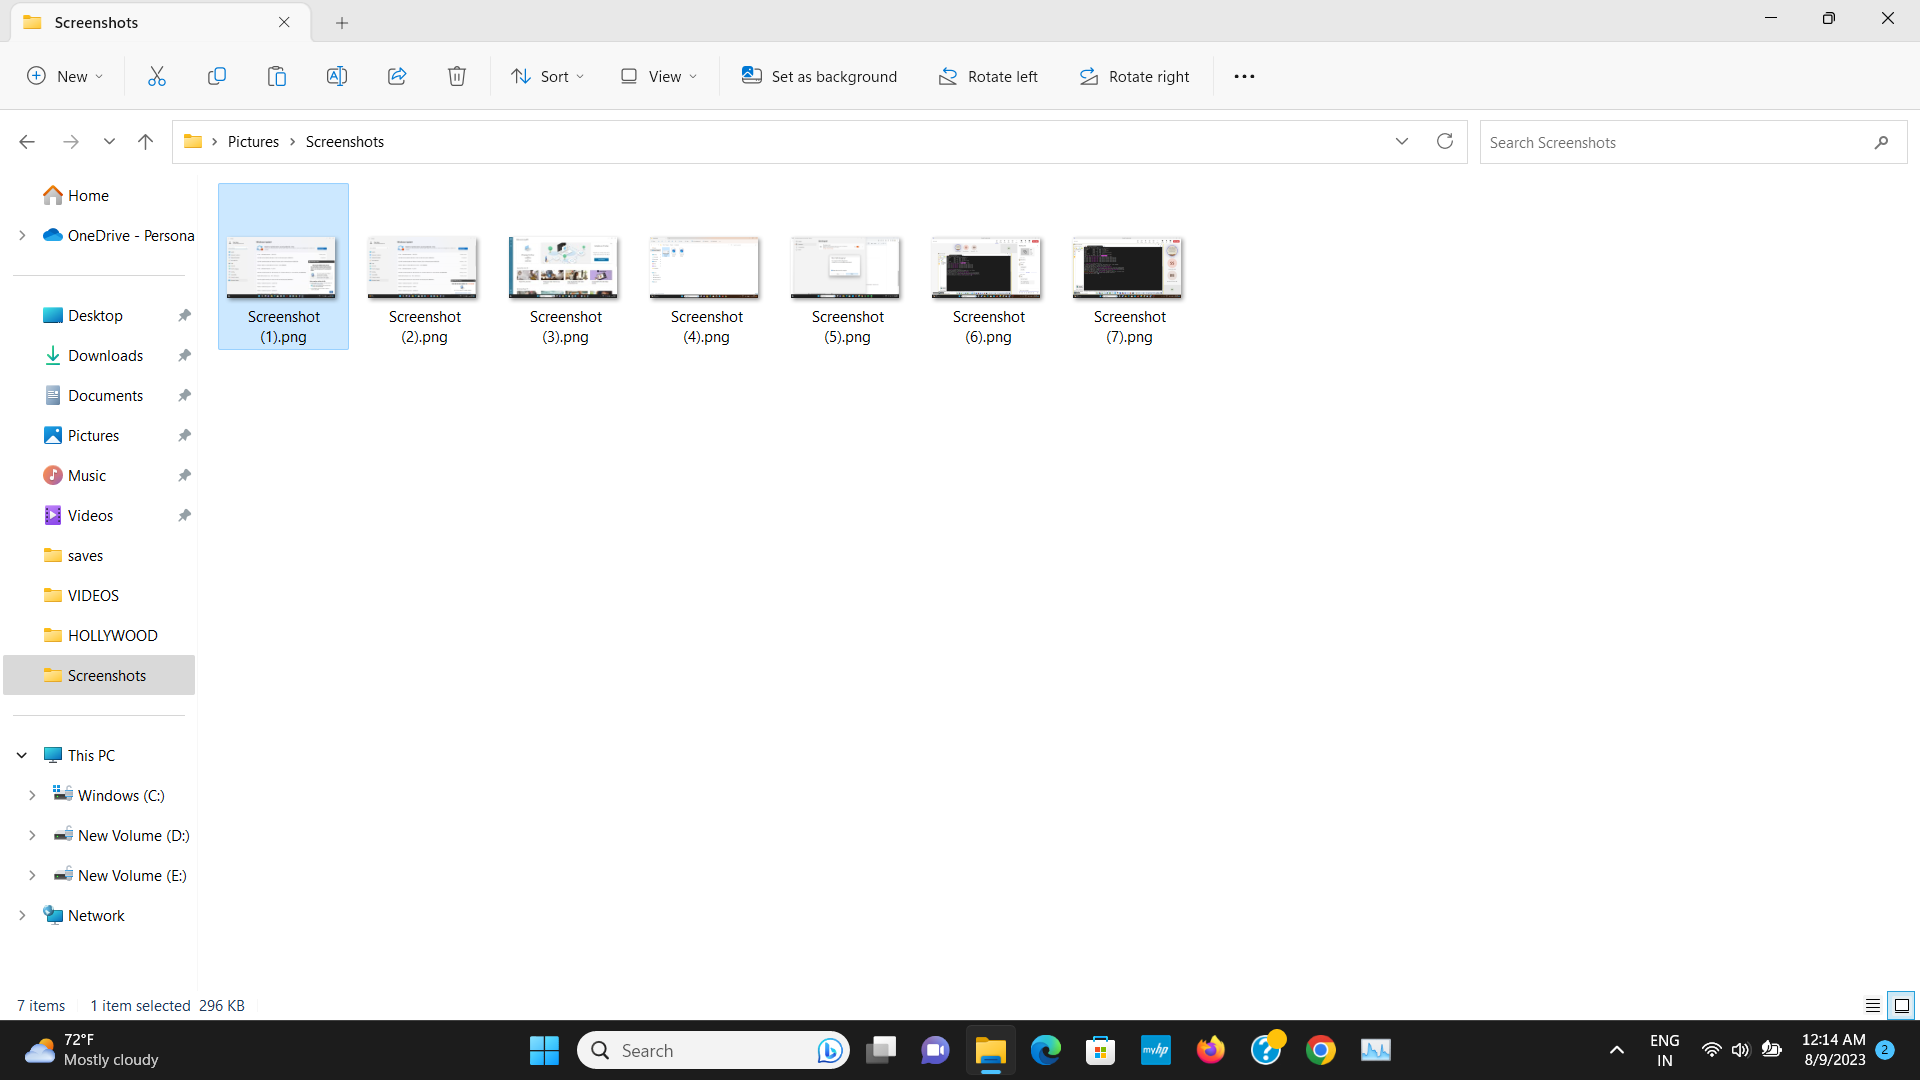 Screenshots
New
Sort
View
Set as background
Rotate left
Rotate right
Pictures
Screenshots
Search Screenshots
Home
OneDrive - Persona
Desktop
Downloads
Documents
Pictures
Music
Videos
saves
VIDEOS
HOLLYWOOD
Screenshots
This PC
Windows (C:)
New Volume (D:)
New Volume (E:)
Network
Screenshot
(1).png
Screenshot
(2).png
Screenshot
(3).png
Screenshot
(4).png
Screenshot
(5).png
Screenshot
(6).png
Screenshot
(7).png
7 items 1 item selected 296 KB
72°F
Mostly cloudy
Search
myhp
ENG
IN
12:14 AM
8/9/2023
2